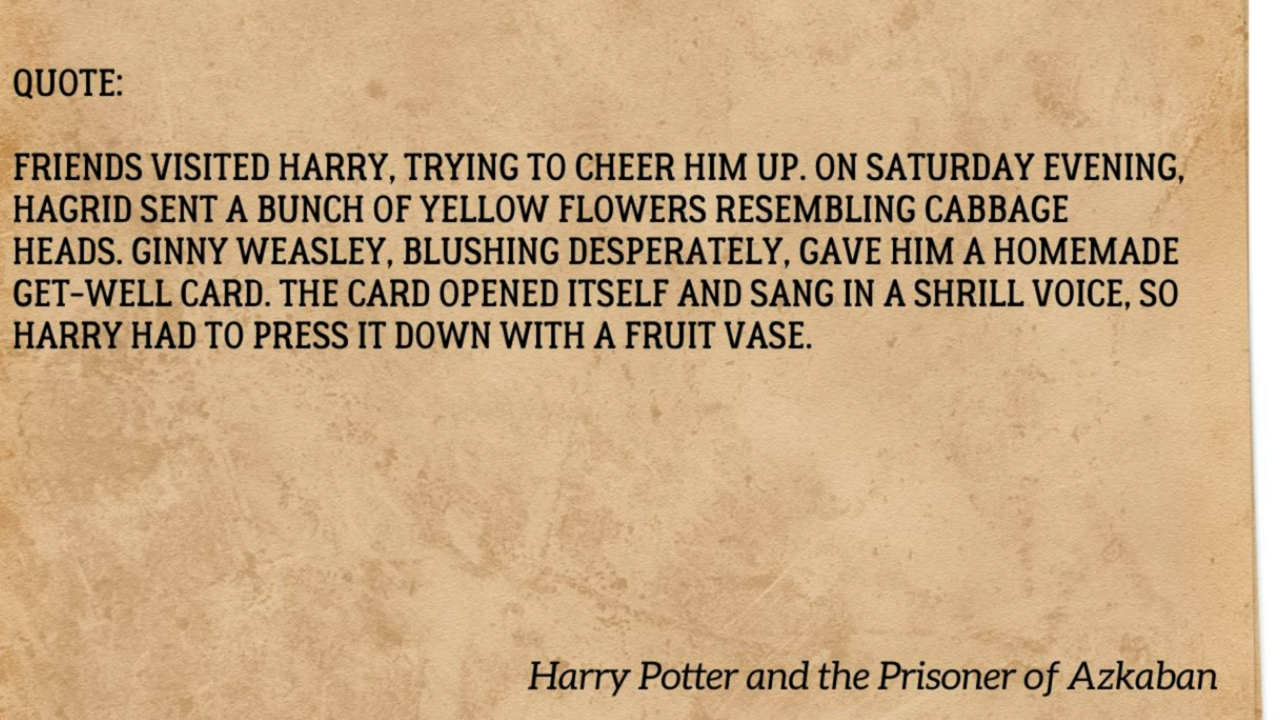 QUOTE:
FRIENDS VISITED HARRY, TRYING TO CHEER HIM UP. ON SATURDAY EVENING,
HAGRID SENT A BUNCH OF YELLOW FLOWERS RESEMBLING CABBAGE
HEADS. GINNY WEASLEY, BLUSHING DESPERATELY, GAVE HIM A HOMEMADE
GET-WELL CARD. THE CARD OPENED ITSELF AND SANG IN A SHRILL VOICE, SO
HARRY HAD TO PRESS IT DOWN WITH A FRUIT VASE.
Harry Potter and the Prisoner of Azkaban